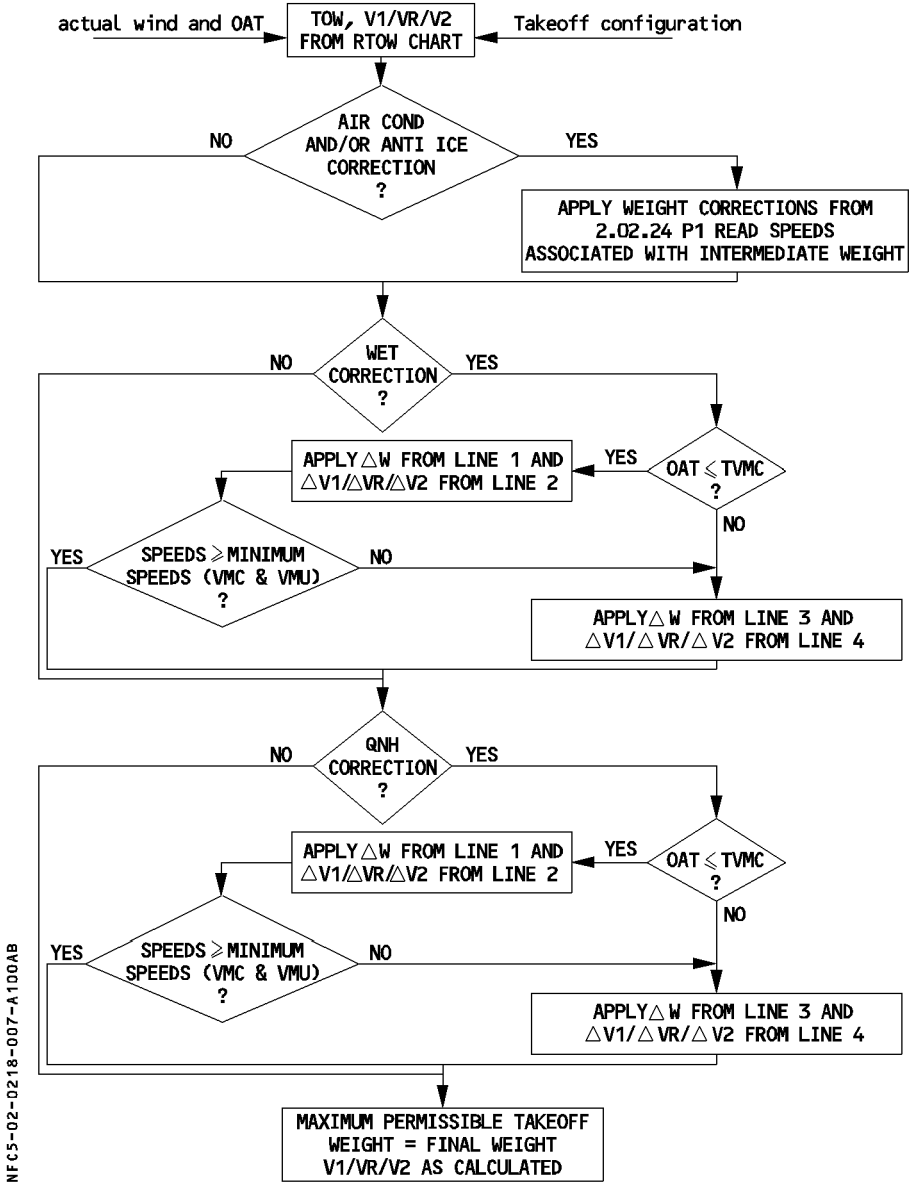 actual wind and OAT
TOW, V1/VR/V2
FROM RTOW CHART
Takeoff configuration
AIR COND
AND/OR ANTI ICE
CORRECTION
?
NO
YES
APPLY WEIGHT CORRECTIONS FROM
2.02.24 P1 READ SPEEDS
ASSOCIATED WITH INTERMEDIATE WEIGHT
WET
CORRECTION
?
NO
YES
OAT ⩽ TVMC
?
YES
NO
APPLY △W FROM LINE 1 AND
△V1/△VR/△V2 FROM LINE 2
SPEEDS ⩾ MINIMUM
SPEEDS (VMC & VMU)
?
YES
NO
APPLY △W FROM LINE 3 AND
△V1/△VR/△V2 FROM LINE 4
QNH
CORRECTION
?
NO
YES
OAT ⩽ TVMC
?
YES
NO
APPLY △W FROM LINE 1 AND
△V1/△VR/△V2 FROM LINE 2
SPEEDS ⩾ MINIMUM
SPEEDS (VMC & VMU)
?
YES
NO
APPLY △W FROM LINE 3 AND
△V1/△VR/△V2 FROM LINE 4
MAXIMUM PERMISSIBLE TAKEOFF
WEIGHT = FINAL WEIGHT
V1/VR/V2 AS CALCULATED
NFC5-02-0218-007-A100AB